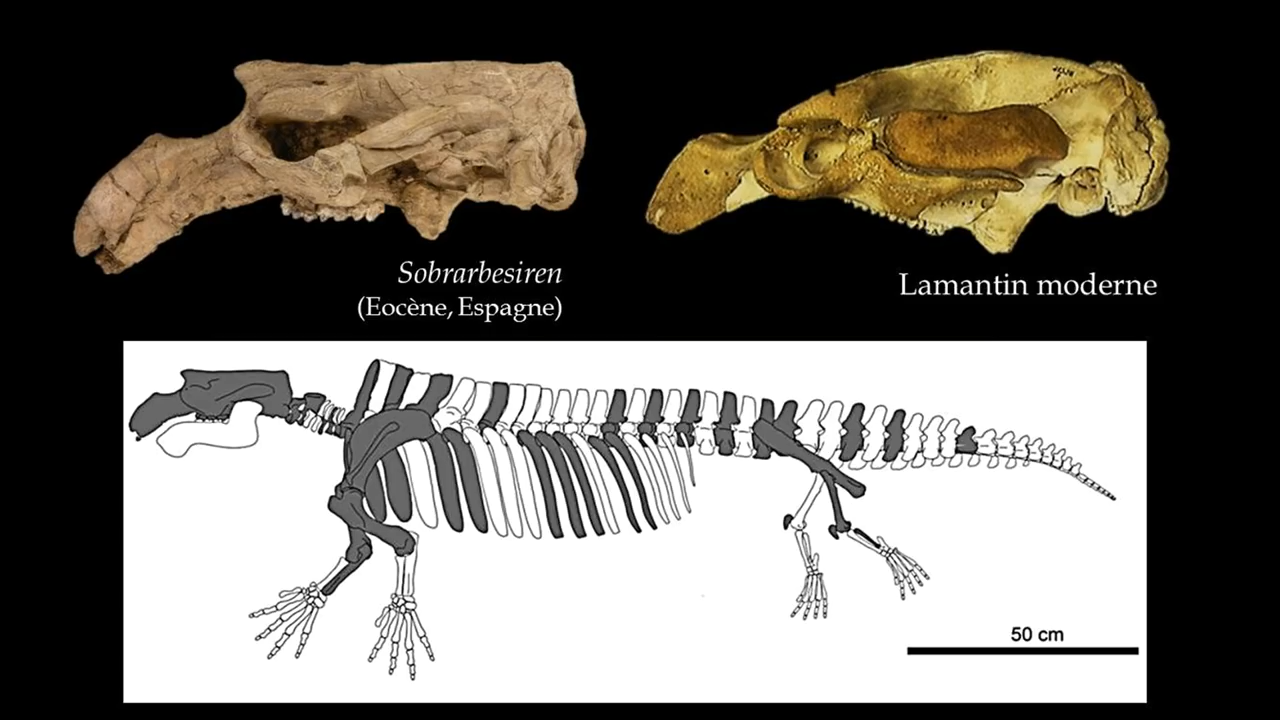 Sobrarbesiren
(Eocène, Espagne)
Lamantin moderne
50 cm